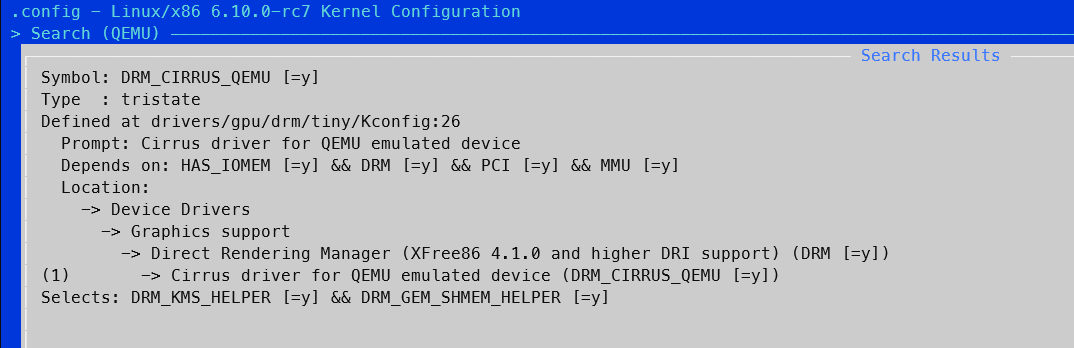 .config - Linux/x86 6.10.0-rc7 Kernel Configuration
> Search (QEMU)
Search Results
Symbol: DRM_CIRRUS_QEMU [=y]
Type  : tristate
Defined at drivers/gpu/drm/tiny/Kconfig:26
  Prompt: Cirrus driver for QEMU emulated device
  Depends on: HAS_IOMEM [=y] && DRM [=y] && PCI [=y] && MMU [=y]
  Location:
    -> Device Drivers
      -> Graphics support
        -> Direct Rendering Manager (XFree86 4.1.0 and higher DRI support) (DRM [=y])
(1)       -> Cirrus driver for QEMU emulated device (DRM_CIRRUS_QEMU [=y])
Selects: DRM_KMS_HELPER [=y] && DRM_GEM_SHMEM_HELPER [=y]